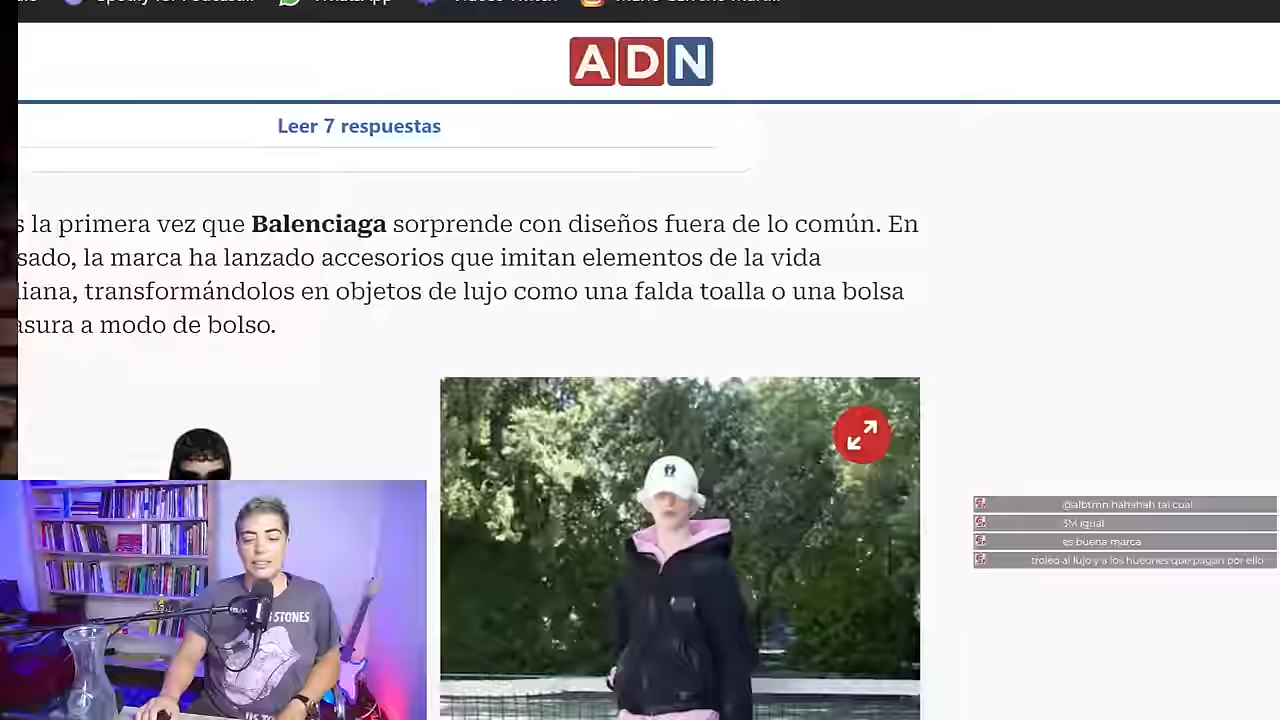 ADN
Leer 7 respuestas
s la primera vez que Balenciaga sorprende con diseños fuera de lo común. En
sado, la marca ha lanzado accesorios que imitan elementos de la vida
liana, transformándolos en objetos de lujo como una falda toalla o una bolsa
asura a modo de bolso.
STONES
@albtmn hahahah tal cual
3M igual
es buena marca
troleo al lujo y a los hueones que pagan por ello